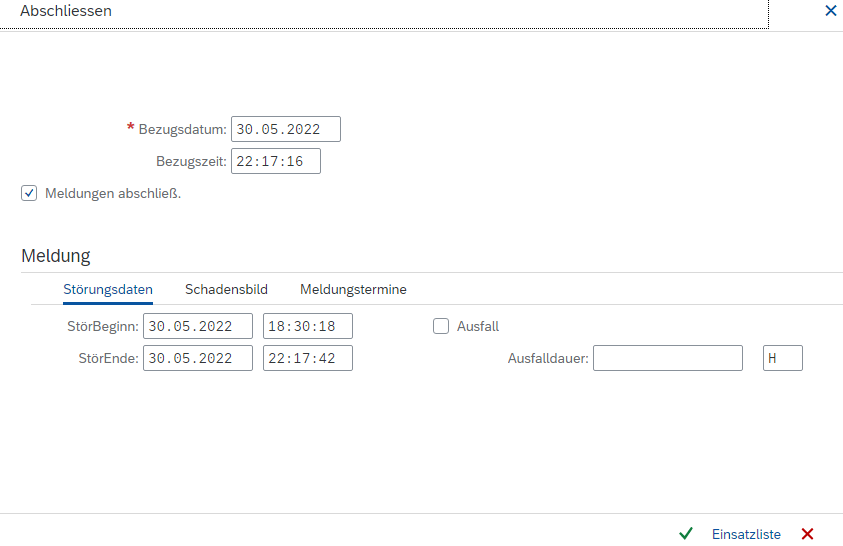 Abschliessen
* Bezugsdatum: 30.05.2022
Bezugszeit: 22:17:16
Meldungen abschließ.
Meldung
Störungsdaten Schadensbild Meldungstermine
StörBeginn: 30.05.2022 18:30:18 Ausfall
StörEnde: 30.05.2022 22:17:42 Ausfalldauer: H
Einsatzliste